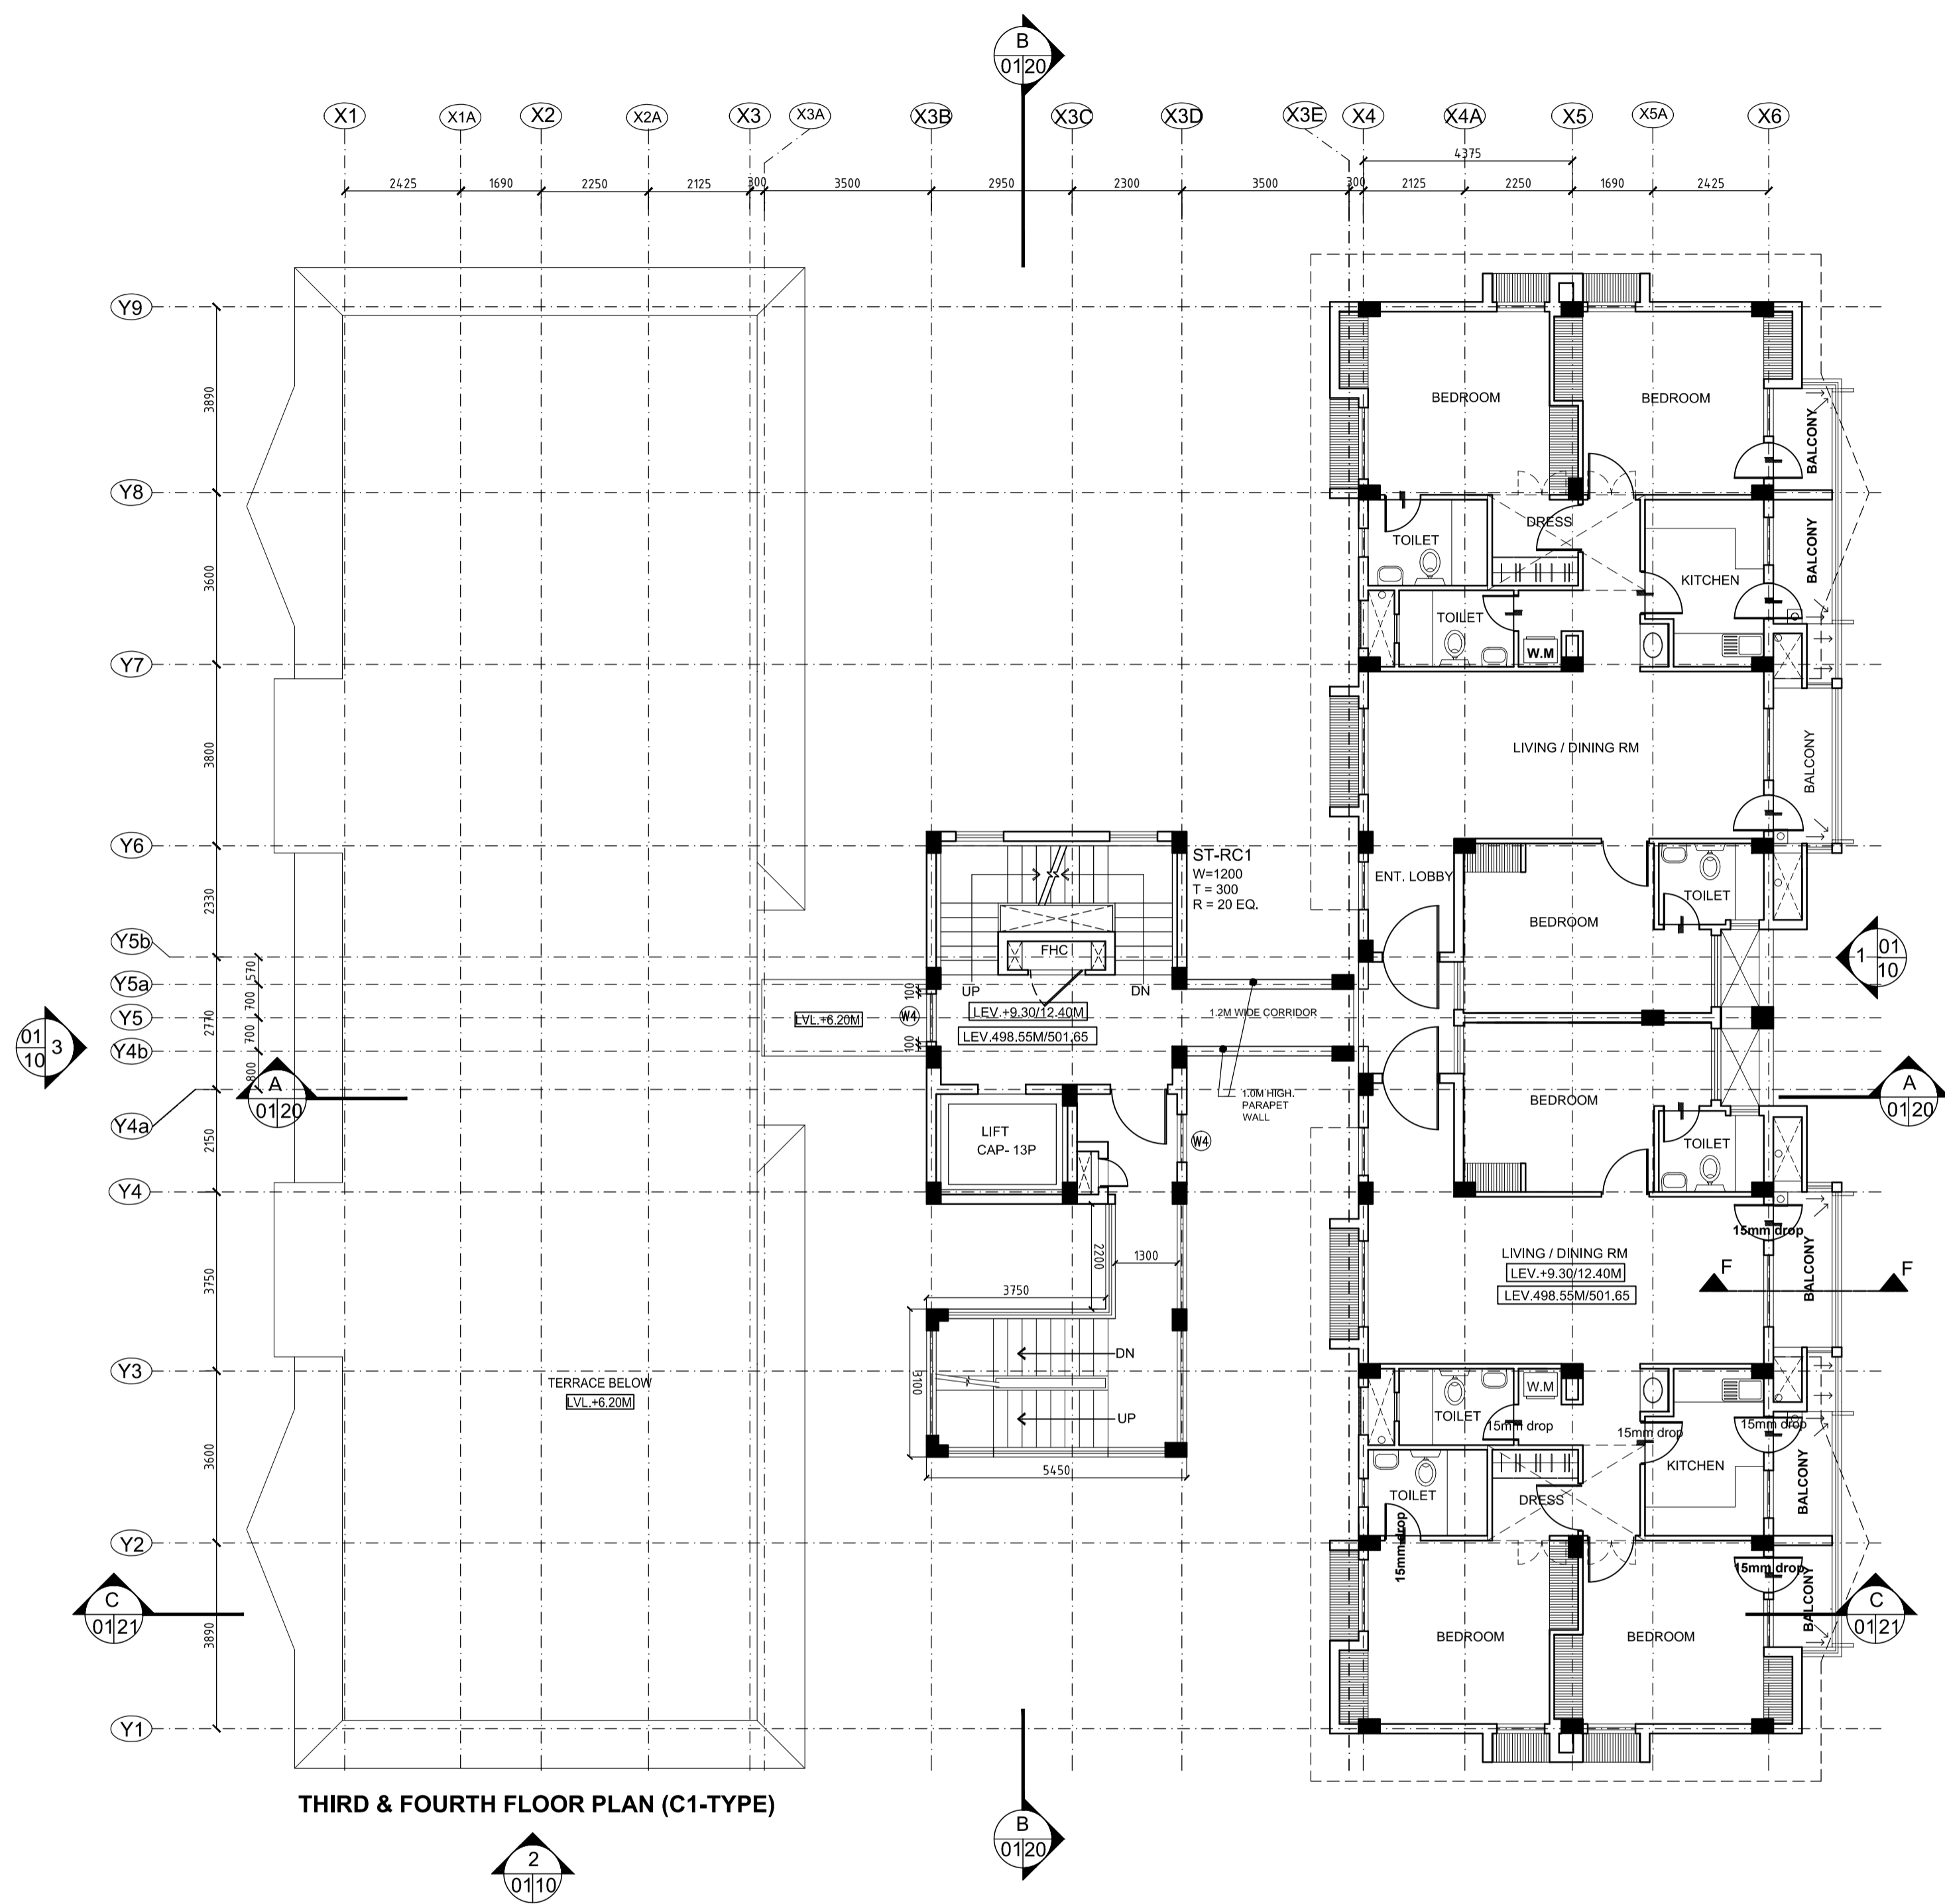 B
01 20
X1
X1A
X2
X2A
X3
X3A
X3B
X3C
X3D
X3E
X4
X4A
X5
X5A
X6
4375
2425
1690
2250
2125
300
3500
2950
2300
3500
300
2125
2250
1690
2425
Y9
3890
BEDROOM
BEDROOM
BALCONY
Y8
DRESS
TOILET
BALCONY
3600
KITCHEN
TOILET
W.M
Y7
3800
LIVING / DINING RM
BALCONY
Y6
ST-RC1
W=1200
T = 300
R = 20 EQ.
ENT. LOBBY
TOILET
2330
BEDROOM
Y5b
FHC
1
01
10
570
Y5a
UP
DN
100
700
LEV.+9.30/12.40M
1.2M WIDE CORRIDOR
Y5
2770
LVL.+6.20M
W4
LEV.498.55M/501.65
01
10
3
700
100
Y4b
800
A
01 20
A
01 20
1.0M HIGH.
PARAPET
WALL
BEDROOM
Y4a
2150
LIFT
CAP- 13P
W4
TOILET
Y4
15mm drop
2200
1300
LIVING / DINING RM
LEV.+9.30/12.40M
LEV.498.55M/501.65
F
F
BALCONY
3750
3750
DN
Y3
3100
TERRACE BELOW
LVL.+6.20M
W.M
UP
TOILET
15mm drop
15mm drop
15mm drop
3600
5450
KITCHEN
TOILET
DRESS
BALCONY
Y2
15mm drop
15mm drop
BALCONY
C
01 21
C
01 21
3890
BEDROOM
BEDROOM
Y1
THIRD & FOURTH FLOOR PLAN (C1-TYPE)
B
01 20
2
01 10